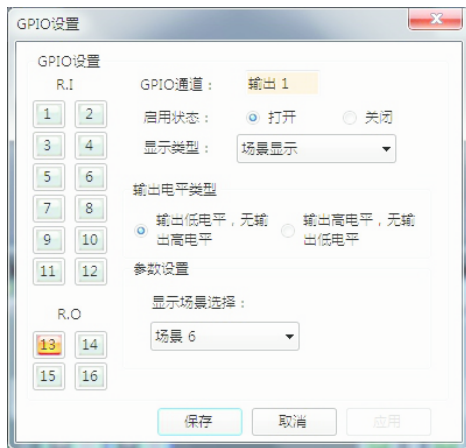 GPIO设置
GPIO设置
R.I
1 2
3 4
5 6
7 8
9 10
11 12
R.O
13 14
15 16
GPIO通道： 输出 1
启用状态： 打开 关闭
显示类型： 场景显示
输出电平类型
输出低电平，无输
出高电平
输出高电平，无输
出低电平
参数设置
显示场景选择：
场景 6
保存 取消 应用